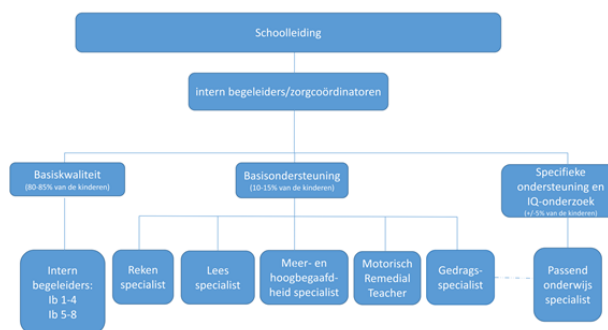 Schoolleiding
intern begeleiders/zorgcoördinatoren
Basiskwaliteit
(80-85% van de kinderen)
Basisondersteuning
(10-15% van de kinderen)
Specifieke
ondersteuning en
IQ-onderzoek
(+/-5% van de kinderen)
Intern
begeleiders:
Ib 1-4
Ib 5-8
Reken
specialist
Lees
specialist
Meer- en
hoogbegaafd-
heid specialist
Motorisch
Remedial
Teacher
Gedrags-
specialist
Passend
onderwijs
specialist